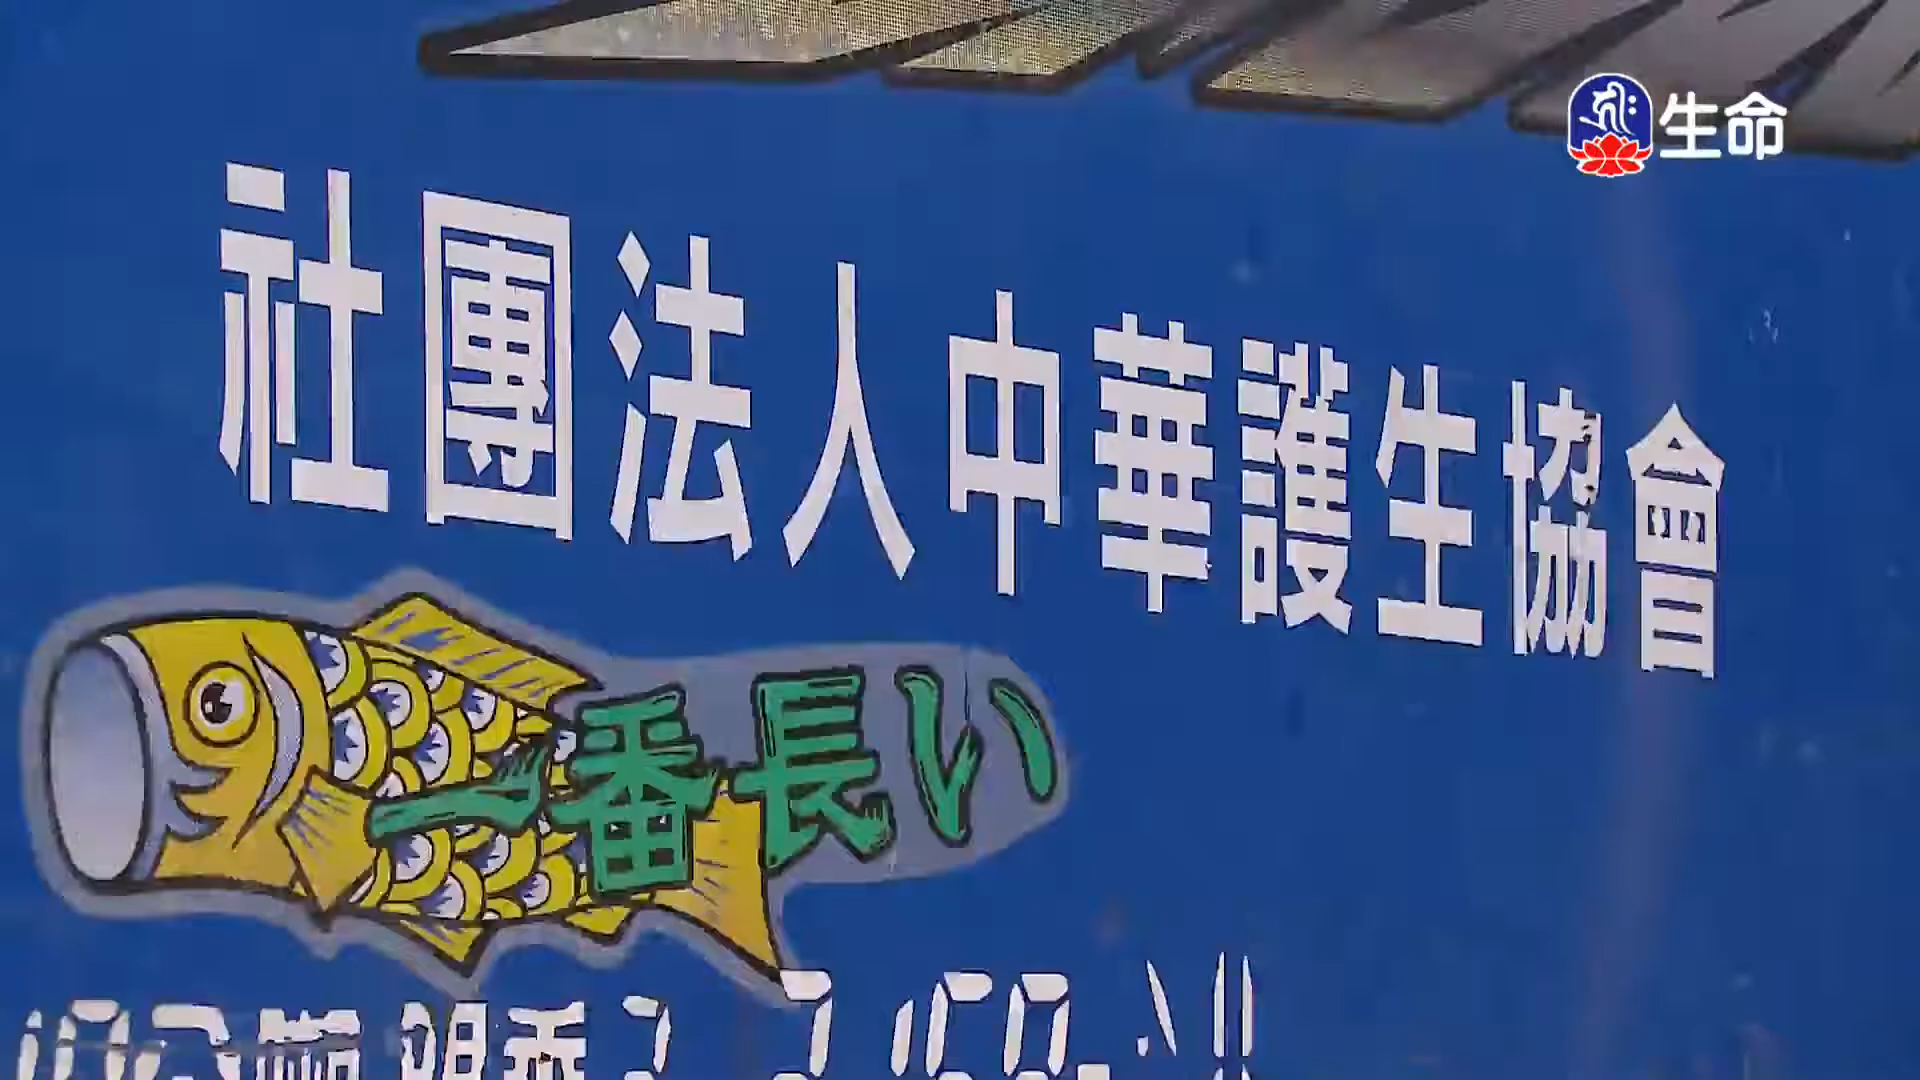 生命
社團法人中華護生協會
一番長い